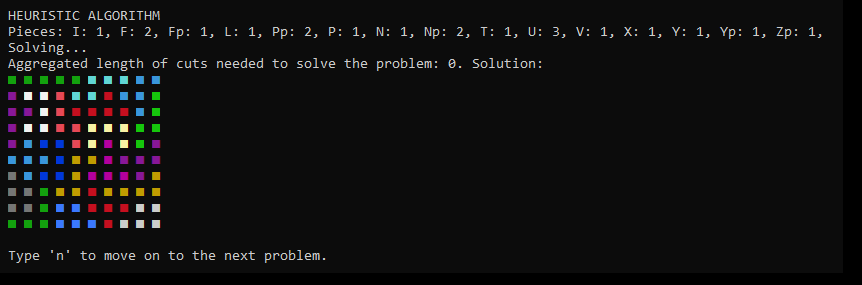 HEURISTIC ALGORITHM
Pieces: I: 1, F: 2, Fp: 1, L: 1, Pp: 2, P: 1, N: 1, Np: 2, T: 1, U: 3, V: 1, X: 1, Y: 1, Yp: 1, Zp: 1,
Solving...
Aggregated length of cuts needed to solve the problem: 0. Solution:
Type 'n' to move on to the next problem.